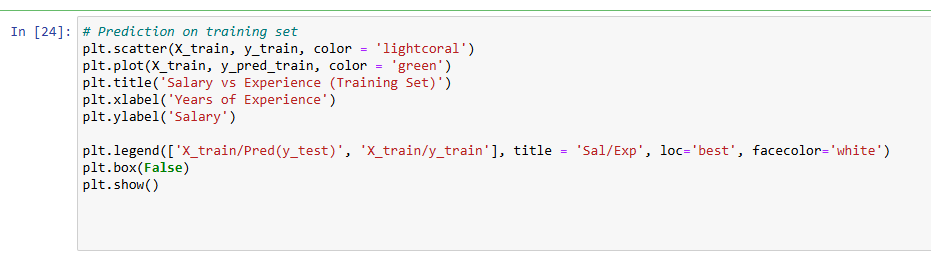 In [24]: # Prediction on training set
plt.scatter(X_train, y_train, color = 'lightcoral')
plt.plot(X_train, y_pred_train, color = 'green')
plt.title('Salary vs Experience (Training Set)')
plt.xlabel('Years of Experience')
plt.ylabel('Salary')
plt.legend(['X_train/Pred(y_test)', 'X_train/y_train'], title = 'Sal/Exp', loc='best', facecolor='white')
plt.box(False)
plt.show()